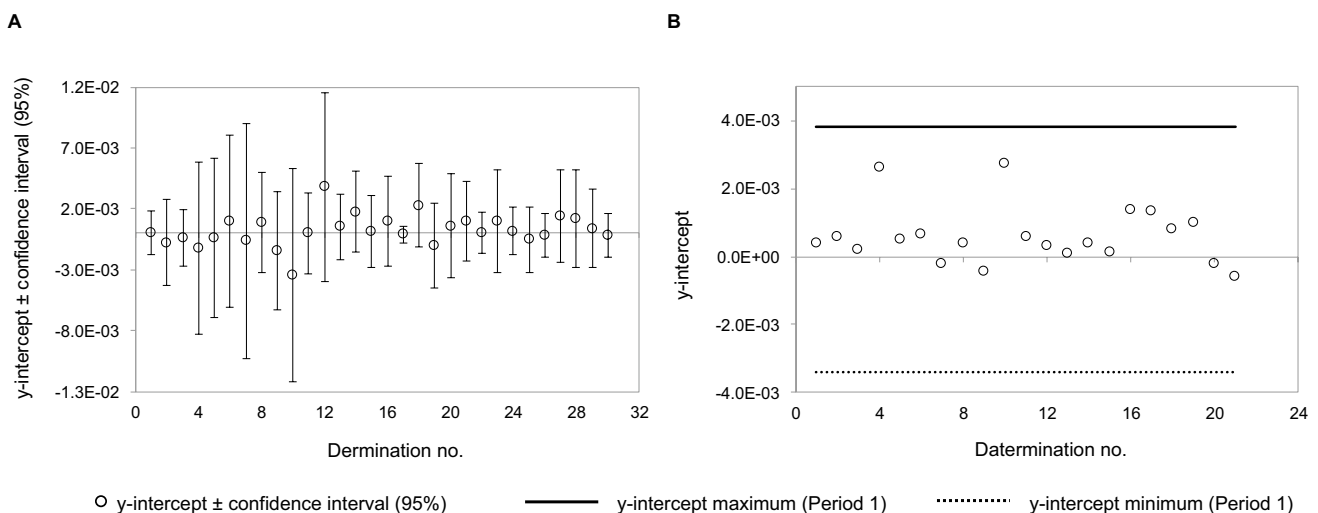 A
y-intercept ± confidence interval (95%)
1.2E-02
7.0E-03
2.0E-03
-3.0E-03
-8.0E-03
-1.3E-02
0 4 8 12 16 20 24 28 32
Dermination no.
B
y-intercept
4.0E-03
2.0E-03
0.0E+00
-2.0E-03
-4.0E-03
0 4 8 12 16 20 24
Datermination no.
y-intercept ± confidence interval (95%) y-intercept maximum (Period 1) y-intercept minimum (Period 1)